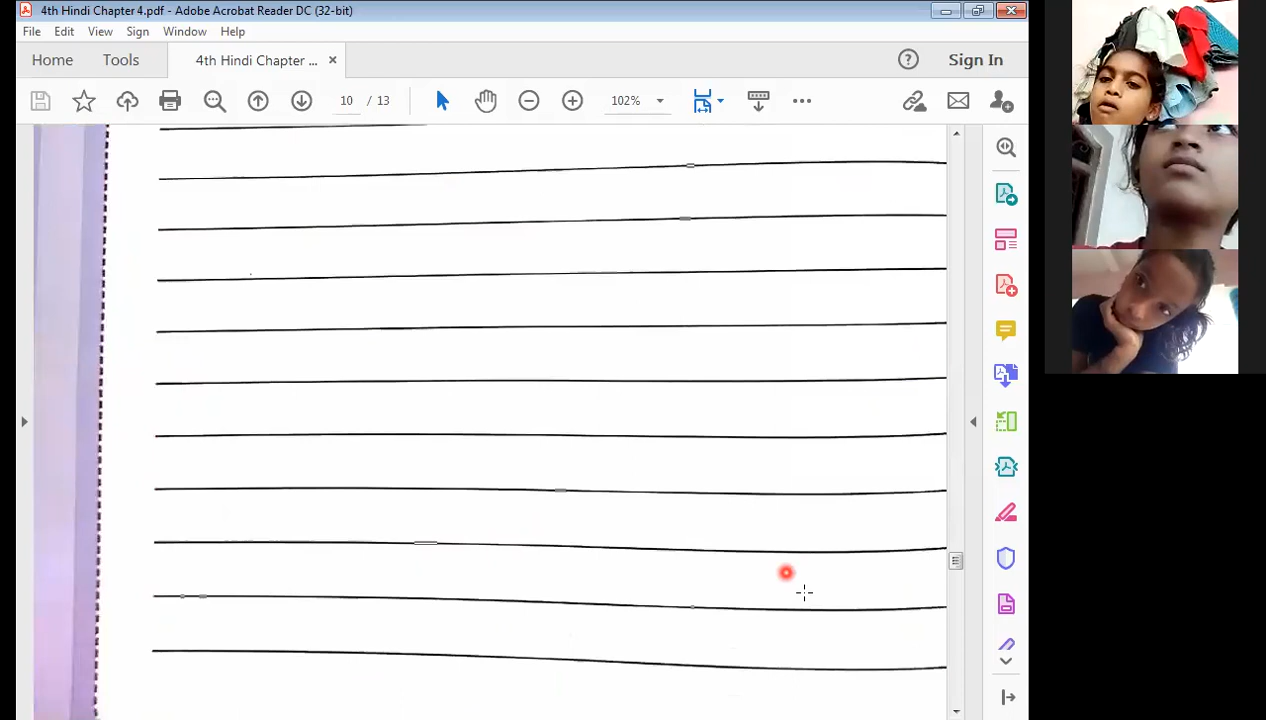 4th Hindi Chapter 4.pdf - Adobe Acrobat Reader DC (32-bit)
File Edit View Sign Window Help
Home Tools 4th Hindi Chapter ... × Sign In
10 / 13 102%